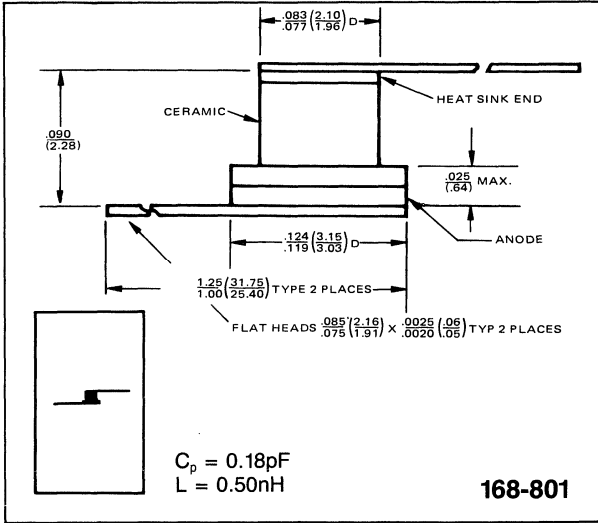 .083 (2.10) D
.077 (1.96)
CERAMIC
HEAT SINK END
.090
(2.28)
.025
(.64) MAX.
ANODE
.124 (3.15) D
.119 (3.03)
1.25 (31.75) TYPE 2 PLACES
1.00 (25.40)
FLAT HEADS .085 (2.16) X .0025 (.06) TYP 2 PLACES
.075 (1.91) .0020 (.05)
Cp = 0.18pF
L = 0.50nH
168-801